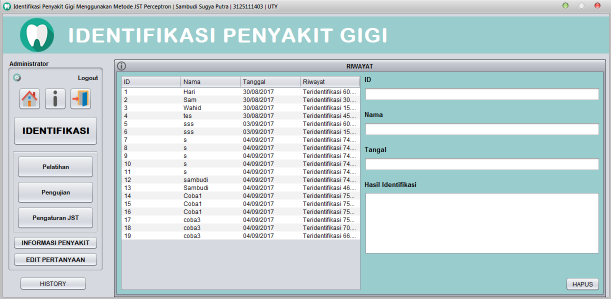 Identifikasi Penyakit Gigi Menggunakan Metode JST Perceptron | Sambudi Sugya Putra | 3125111403 | UTY
IDENTIFIKASI PENYAKIT GIGI
Administrator
Logout
IDENTIFIKASI
Pelatihan
Pengujian
Pengaturan JST
INFORMASI PENYAKIT
EDIT PERTANYAAN
HISTORY
RIWAYAT
ID Nama Tanggal Riwayat
1 Hari 30/08/2017 Teridentifikasi 60...
2 Sam 30/08/2017 Teridentifikasi 30...
3 Wahid 30/08/2017 Teridentifikasi 15...
4 tes 30/08/2017 Teridentifikasi 45...
5 sss 03/09/2017 Teridentifikasi 60...
6 sss 03/09/2017 Teridentifikasi 15...
7 s 04/09/2017 Teridentifikasi 74...
8 s 04/09/2017 Teridentifikasi 74...
9 s 04/09/2017 Teridentifikasi 74...
10 s 04/09/2017 Teridentifikasi 74...
11 s 04/09/2017 Teridentifikasi 74...
12 sambudi 04/09/2017 Teridentifikasi 74...
13 Sambudi 04/09/2017 Teridentifikasi 46...
14 Coba1 04/09/2017 Teridentifikasi 75...
15 Coba1 04/09/2017 Teridentifikasi 75...
16 Coba1 04/09/2017 Teridentifikasi 75...
17 coba3 04/09/2017 Teridentifikasi 75...
18 coba3 04/09/2017 Teridentifikasi 70...
19 coba3 04/09/2017 Teridentifikasi 66...
ID
Nama
Tangal
Hasil Identifikasi
HAPUS